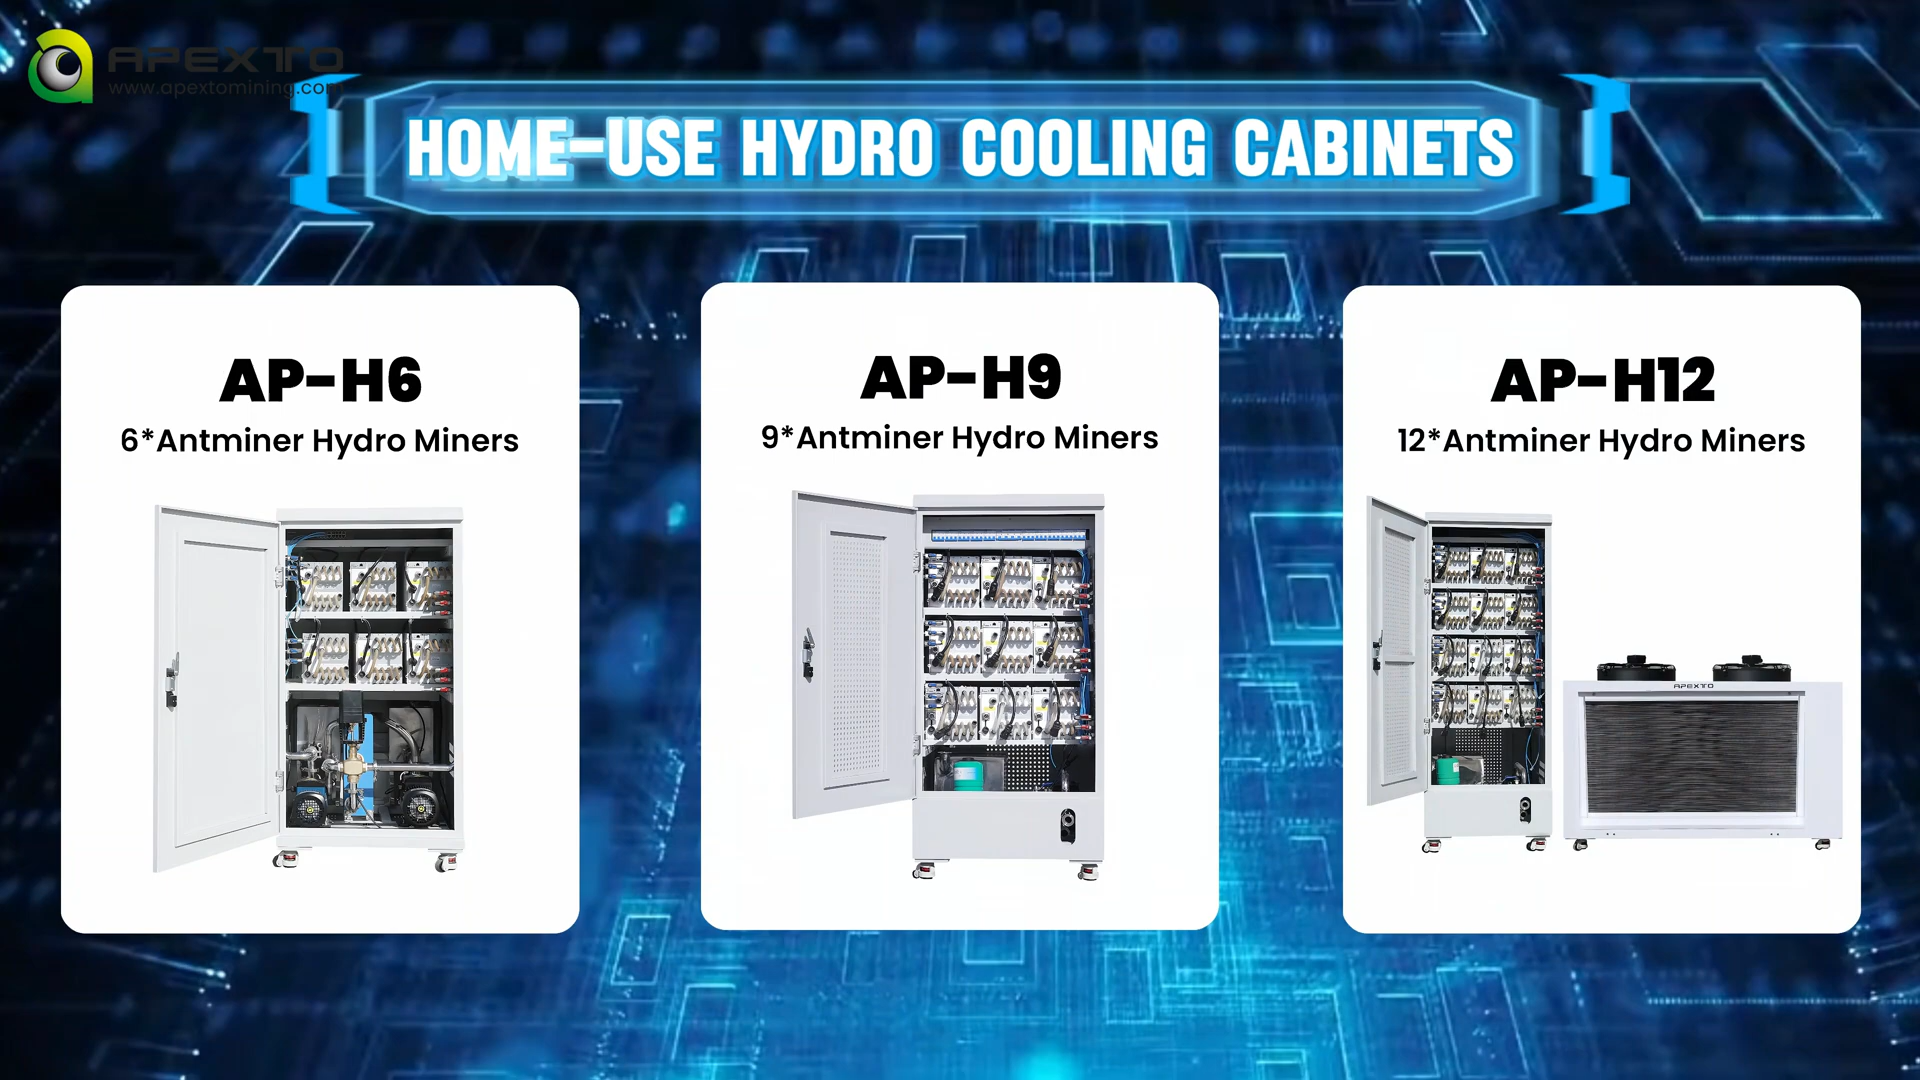 APEXTO
www.apextomining.com
HOME-USE HYDRO COOLING CABINETS
AP-H6
6*Antminer Hydro Miners
AP-H9
9*Antminer Hydro Miners
AP-H12
12*Antminer Hydro Miners
APEXTO